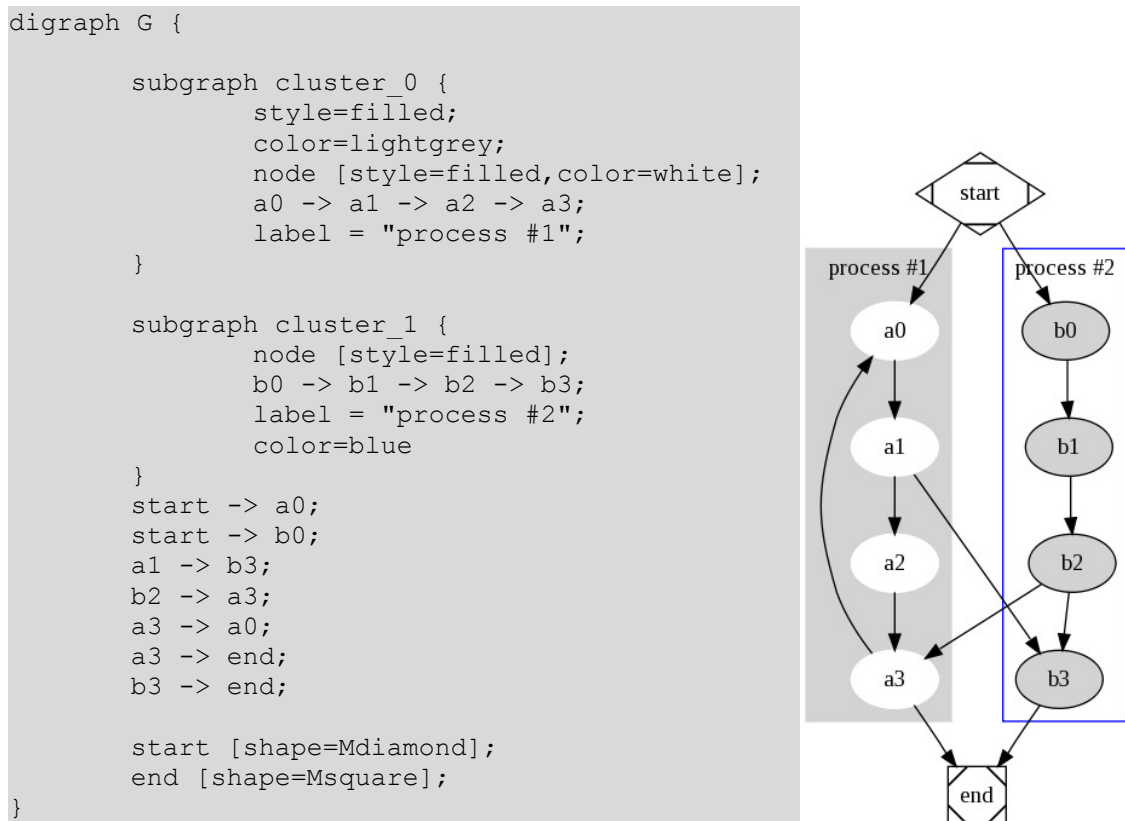 digraph G {
subgraph cluster_0 {
style=filled;
color=lightgrey;
node [style=filled,color=white];
a0 -> a1 -> a2 -> a3;
label = "process #1";
}
subgraph cluster_1 {
node [style=filled];
b0 -> b1 -> b2 -> b3;
label = "process #2";
color=blue
}
start -> a0;
start -> b0;
a1 -> b3;
b2 -> a3;
a3 -> a0;
a3 -> end;
b3 -> end;
start [shape=Mdiamond];
end [shape=Msquare];
}
start
process #1
process #2
a0
b0
a1
b1
a2
b2
a3
b3
end